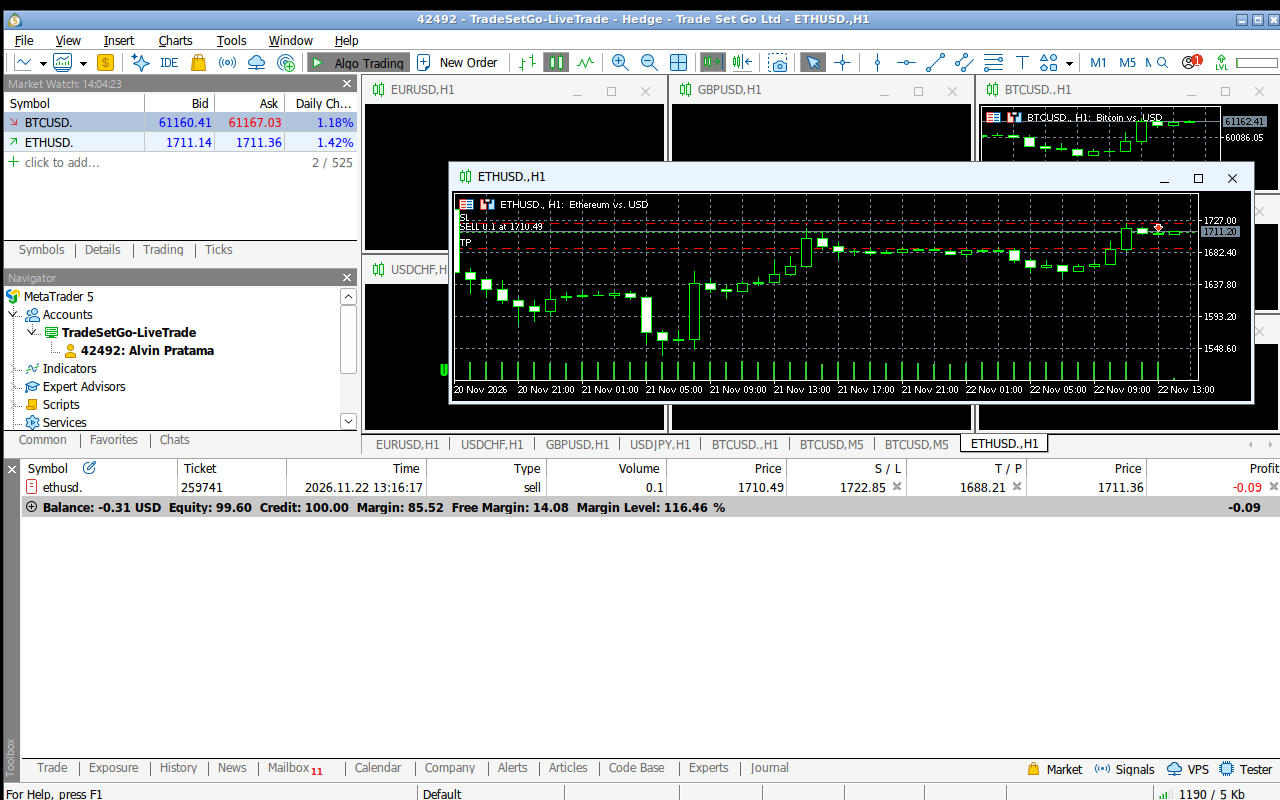 42492 - TradeSetGo-LiveTrade - Hedge - Trade Set Go Ltd - ETHUSD.,H1
File View Insert Charts Tools Window Help
IDE Algo Trading New Order M1 M5 1 LVL
Market Watch: 14:04:23
Symbol Bid Ask Daily Ch...
BTCUSD. 61160.41 61167.03 1.18%
ETHUSD. 1711.14 1711.36 1.42%
click to add... 2 / 525
Symbols Details Trading Ticks
Navigator
MetaTrader 5
Accounts
TradeSetGo-LiveTrade
42492: Alvin Pratama
Indicators
Expert Advisors
Scripts
Services
Common Favorites Chats
EURUSD,H1
GBPUSD,H1
BTCUSD.,H1
BTCUSD., H1: Bitcoin vs. USD
61162.41
60086.05
USDCHF,H
ETHUSD.,H1
ETHUSD., H1: Ethereum vs. USD
SL
SELL 0.1 at 1710.49
TP
1727.00
1711.20
1682.40
1637.80
1593.20
1548.60
20 Nov 2026 20 Nov 21:00 21 Nov 01:00 21 Nov 05:00 21 Nov 09:00 21 Nov 13:00 21 Nov 17:00 21 Nov 21:00 22 Nov 01:00 22 Nov 05:00 22 Nov 09:00 22 Nov 13:00
EURUSD,H1 USDCHF,H1 GBPUSD,H1 USDJPY,H1 BTCUSD.,H1 BTCUSD,M5 BTCUSD,M5 ETHUSD.,H1
Symbol Ticket Time Type Volume Price S / L T / P Price Profit
ethusd. 259741 2026.11.22 13:16:17 sell 0.1 1710.49 1722.85 1688.21 1711.36 -0.09
Balance: -0.31 USD Equity: 99.60 Credit: 100.00 Margin: 85.52 Free Margin: 14.08 Margin Level: 116.46 % -0.09
Toolbox
Trade Exposure History News Mailbox 11 Calendar Company Alerts Articles Code Base Experts Journal
Market Signals VPS Tester
For Help, press F1 Default 1190 / 5 Kb